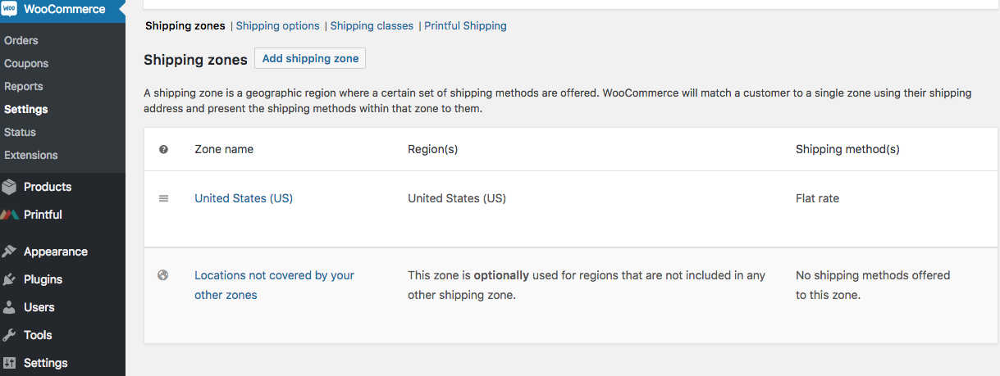 WOO WooCommerce
Orders
Coupons
Reports
Settings
Status
Extensions
Products
Printful
Appearance
Plugins
Users
Tools
Settings
Shipping zones | Shipping options | Shipping classes | Printful Shipping
Shipping zones Add shipping zone
A shipping zone is a geographic region where a certain set of shipping methods are offered. WooCommerce will match a customer to a single zone using their shipping
address and present the shipping methods within that zone to them.
? Zone name Region(s) Shipping method(s)
United States (US) United States (US) Flat rate
Locations not covered by your This zone is optionally used for regions that are not included in any No shipping methods offered
other zones other shipping zone. to this zone.